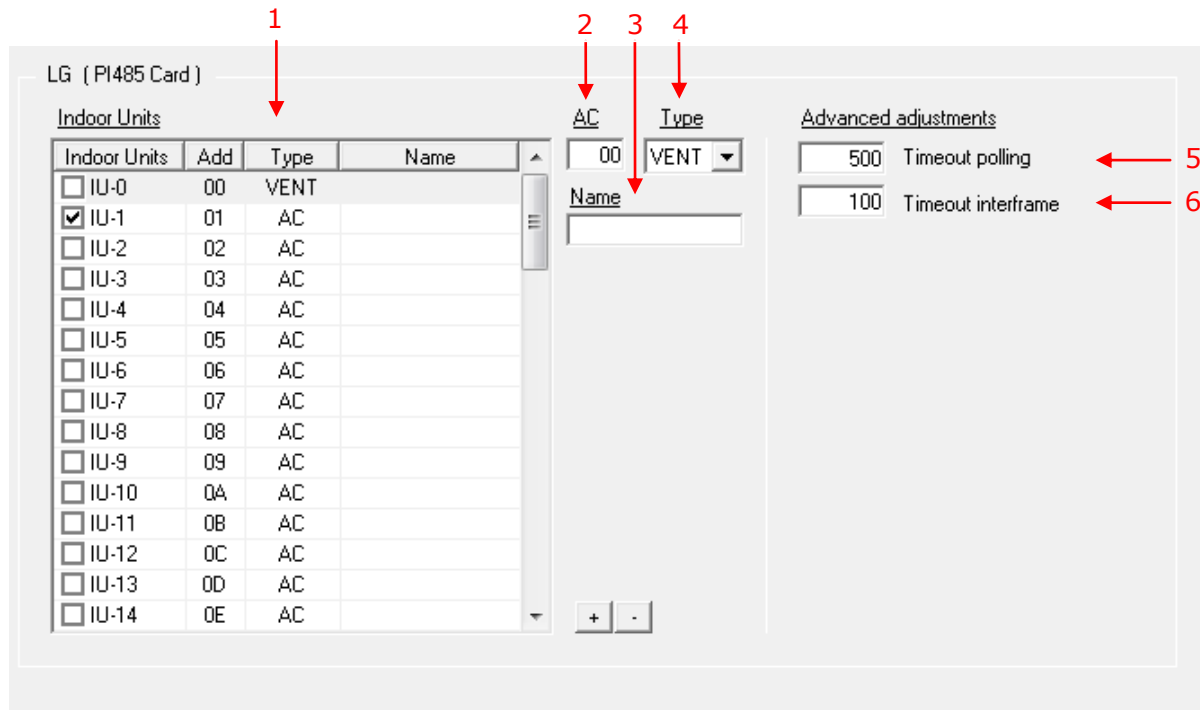 1 2 3 4
LG ( PI485 Card )
Indoor Units AC Type Advanced adjustments
Indoor Units Add Type Name 00 VENT 500 Timeout polling 5
IU-0 00 VENT
Name 100 Timeout interframe 6
IU-1 01 AC
IU-2 02 AC
IU-3 03 AC
IU-4 04 AC
IU-5 05 AC
IU-6 06 AC
IU-7 07 AC
IU-8 08 AC
IU-9 09 AC
IU-10 0A AC
IU-11 0B AC
IU-12 0C AC
IU-13 0D AC
IU-14 0E AC + -